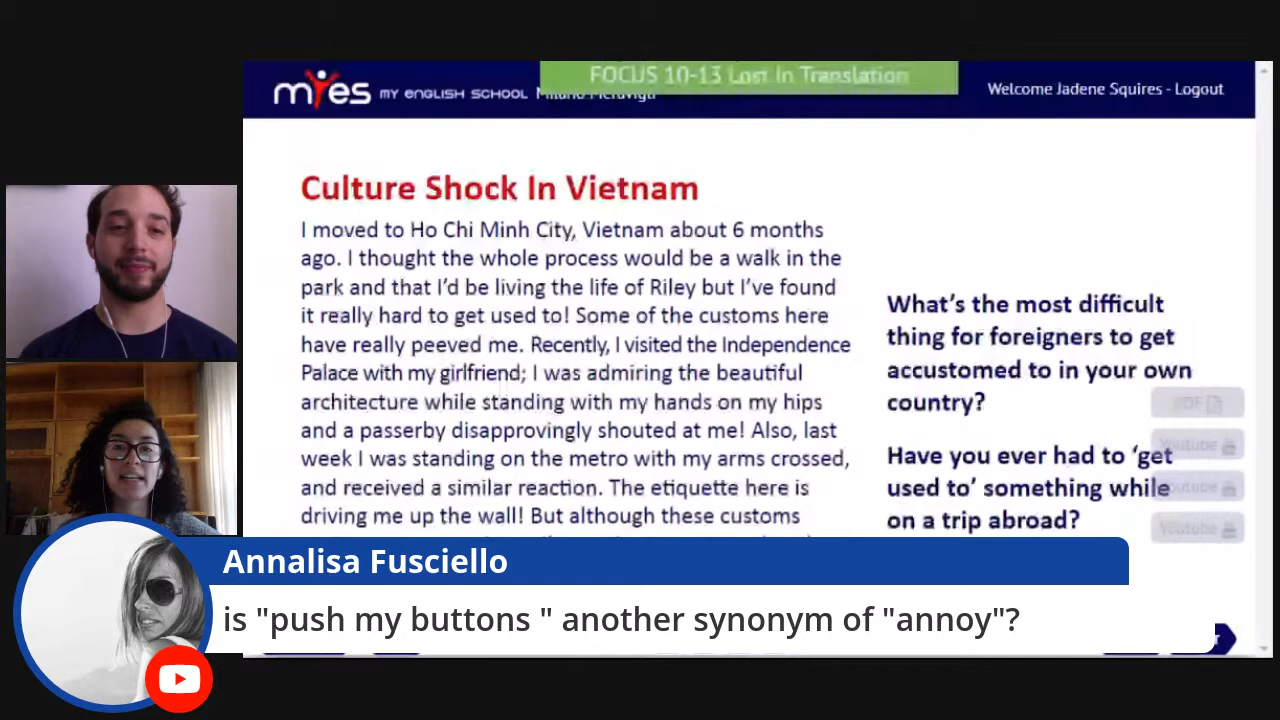 FOCUS 10-13 Lost In Translation
myes MY ENGLISH SCHOOL
Welcome Jadene Squires - Logout
Culture Shock In Vietnam
I moved to Ho Chi Minh City, Vietnam about 6 months
ago. I thought the whole process would be a walk in the
park and that I'd be living the life of Riley but I've found
it really hard to get used to! Some of the customs here
have really peeved me. Recently, I visited the Independence
Palace with my girlfriend; I was admiring the beautiful
architecture while standing with my hands on my hips
and a passerby disapprovingly shouted at me! Also, last
week I was standing on the metro with my arms crossed,
and received a similar reaction. The etiquette here is
driving me up the wall! But although these customs
What's the most difficult
thing for foreigners to get
accustomed to in your own
country?
Have you ever had to 'get
used to' something while
on a trip abroad?
PDF
Youtube
Youtube
Youtube
Annalisa Fusciello
is "push my buttons " another synonym of "annoy"?